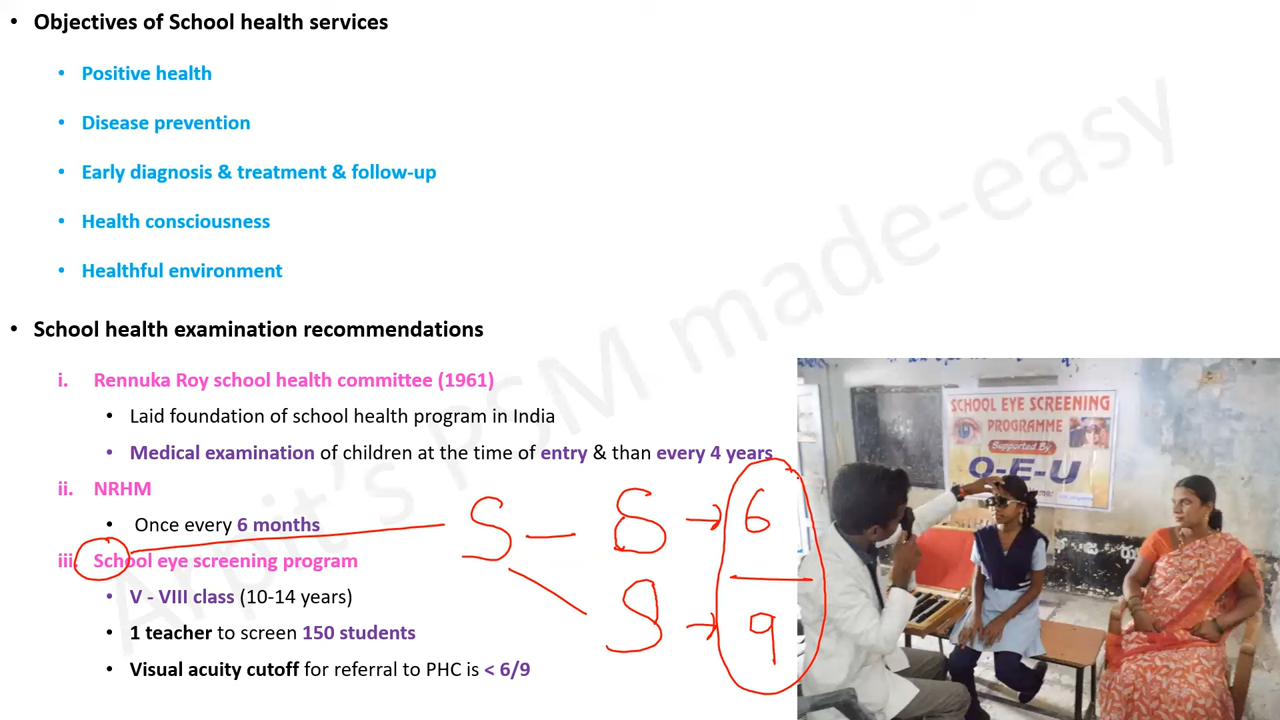 • Objectives of School health services
• Positive health
• Disease prevention
• Early diagnosis & treatment & follow-up
• Health consciousness
• Healthful environment
• School health examination recommendations
i. Rennuka Roy school health committee (1961)
• Laid foundation of school health program in India
• Medical examination of children at the time of entry & than every 4 years
ii. NRHM
• Once every 6 months
iii. School eye screening program
• V - VIII class (10-14 years)
• 1 teacher to screen 150 students
• Visual acuity cutoff for referral to PHC is < 6/9
S - S → 6
S → 9
SCHOOL EYE SCREENING
PROGRAMME
Supported By
O-E-U
Arpit's PSM made-easy